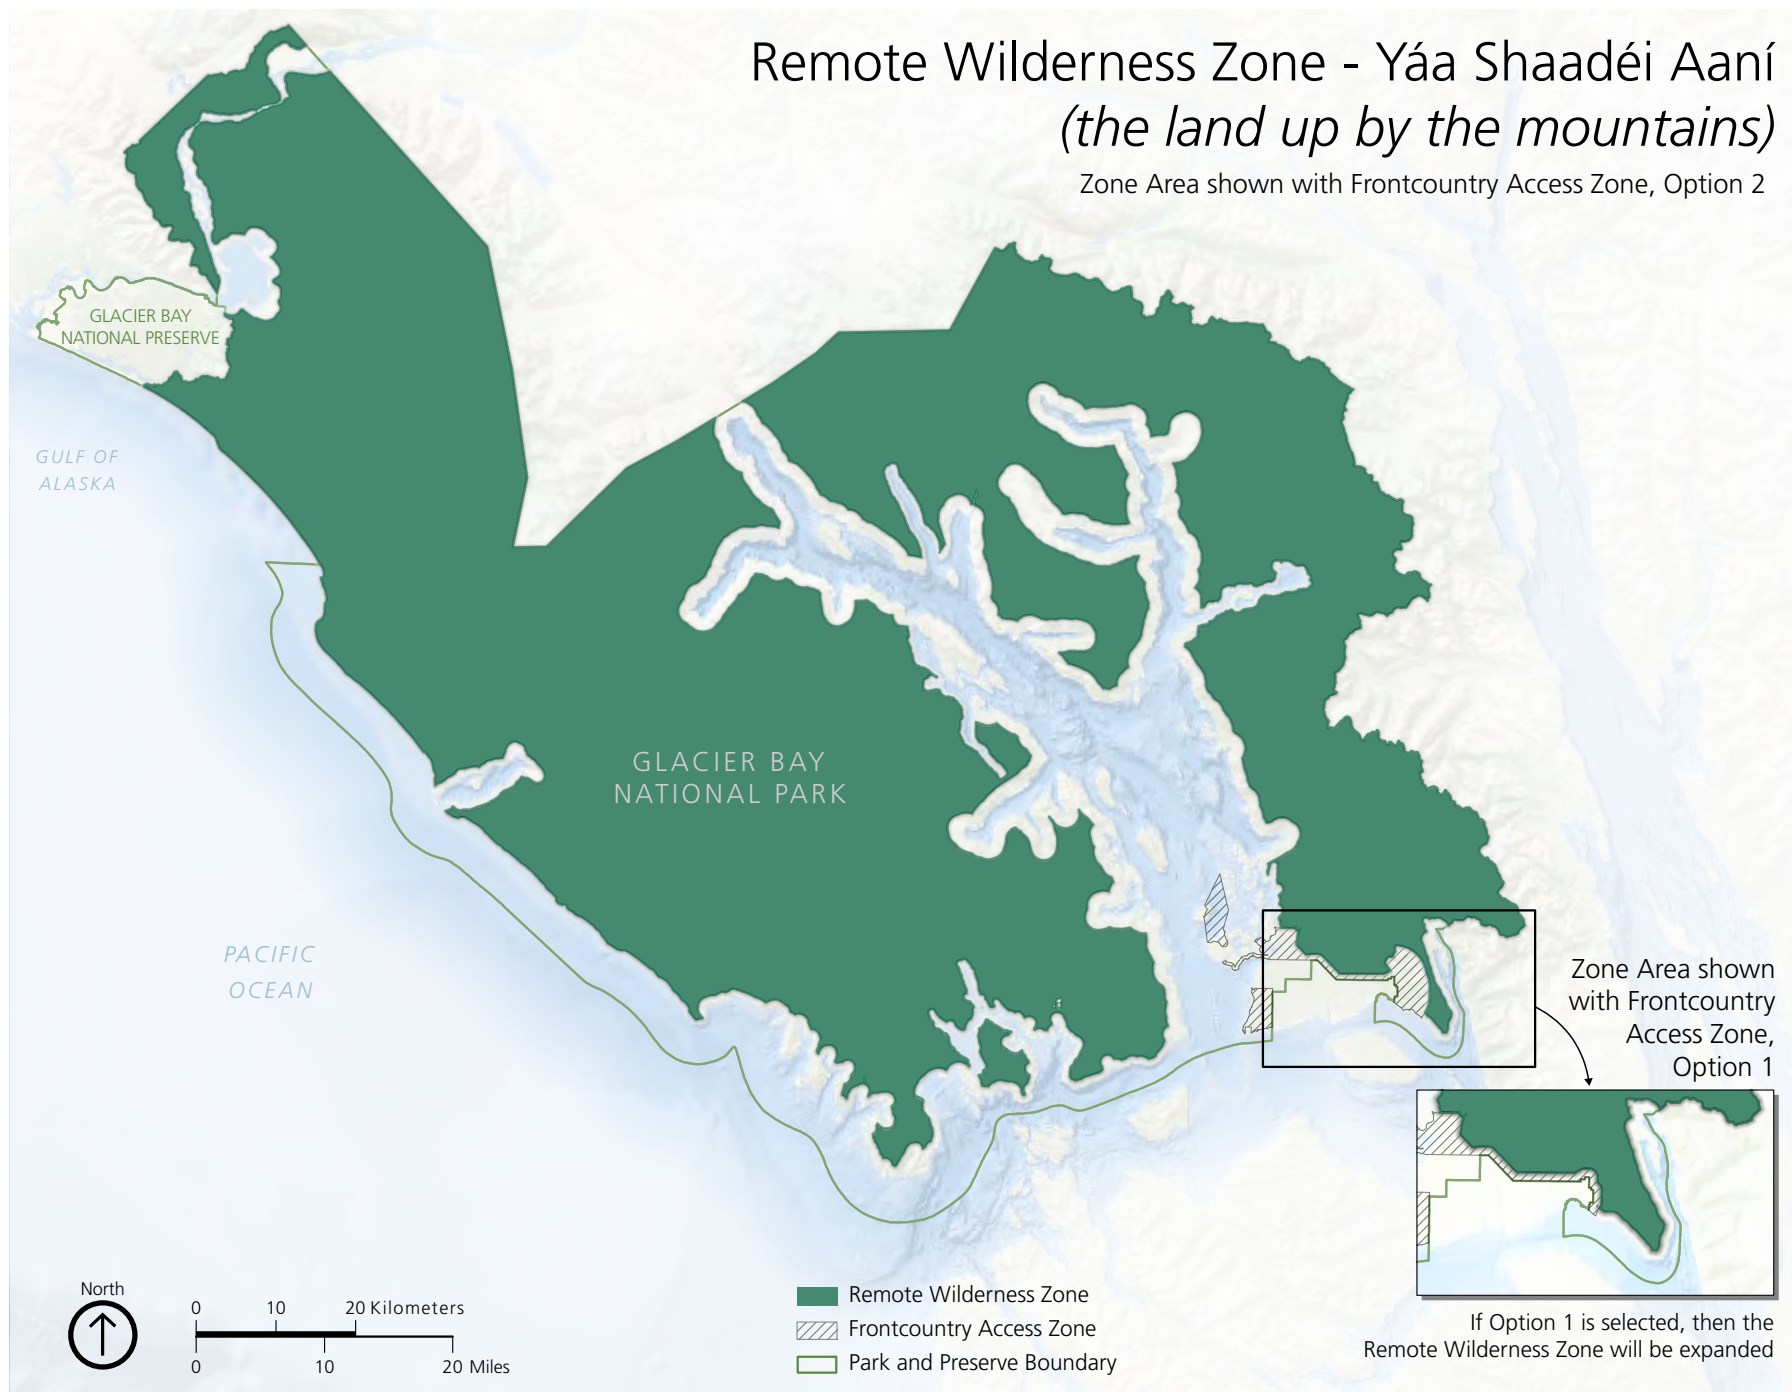 Remote Wilderness Zone - Yáa Shaadéi Aaní
(the land up by the mountains)
Zone Area shown with Frontcountry Access Zone, Option 2
GLACIER BAY
NATIONAL PRESERVE
GULF OF
ALASKA
GLACIER BAY
NATIONAL PARK
PACIFIC
OCEAN
Zone Area shown
with Frontcountry
Access Zone,
Option 1
If Option 1 is selected, then the
Remote Wilderness Zone will be expanded
North
0 10 20 Kilometers
0 10 20 Miles
Remote Wilderness Zone
Frontcountry Access Zone
Park and Preserve Boundary